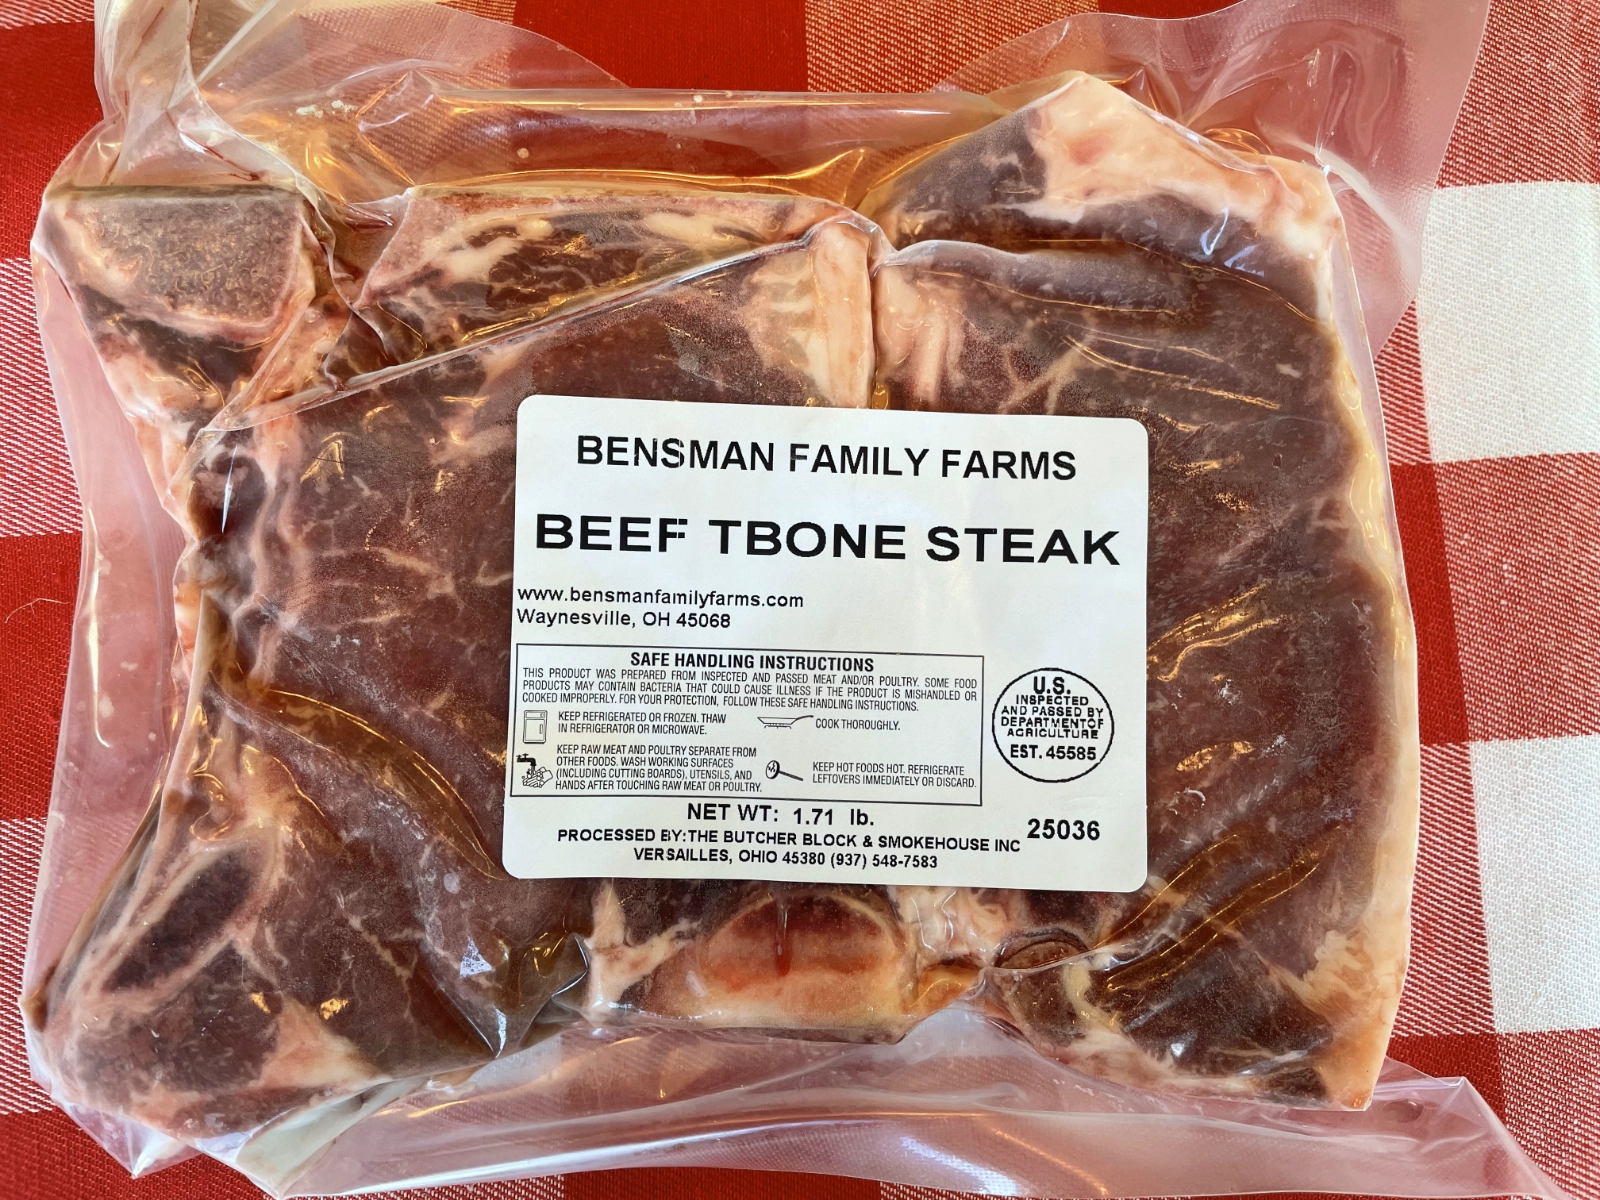 BENSMAN FAMILY FARMS
BEEF TBONE STEAK
www.bensmanfamilyfarms.com
Waynesville, OH 45068
SAFE HANDLING INSTRUCTIONS
THIS PRODUCT WAS PREPARED FROM INSPECTED AND PASSED MEAT AND/OR POULTRY. SOME FOOD
PRODUCTS MAY CONTAIN BACTERIA THAT COULD CAUSE ILLNESS IF THE PRODUCT IS MISHANDLED OR
COOKED IMPROPERLY. FOR YOUR PROTECTION, FOLLOW THESE SAFE HANDLING INSTRUCTIONS.
KEEP REFRIGERATED OR FROZEN. THAW
IN REFRIGERATOR OR MICROWAVE.
COOK THOROUGHLY.
KEEP RAW MEAT AND POULTRY SEPARATE FROM
OTHER FOODS. WASH WORKING SURFACES
(INCLUDING CUTTING BOARDS), UTENSILS, AND
HANDS AFTER TOUCHING RAW MEAT OR POULTRY.
KEEP HOT FOODS HOT. REFRIGERATE
LEFTOVERS IMMEDIATELY OR DISCARD.
U.S.
INSPECTED
AND PASSED BY
DEPARTMENT OF
AGRICULTURE
EST. 45585
NET WT: 1.71 lb.
25036
PROCESSED BY:THE BUTCHER BLOCK & SMOKEHOUSE INC
VERSAILLES, OHIO 45380 (937) 548-7583